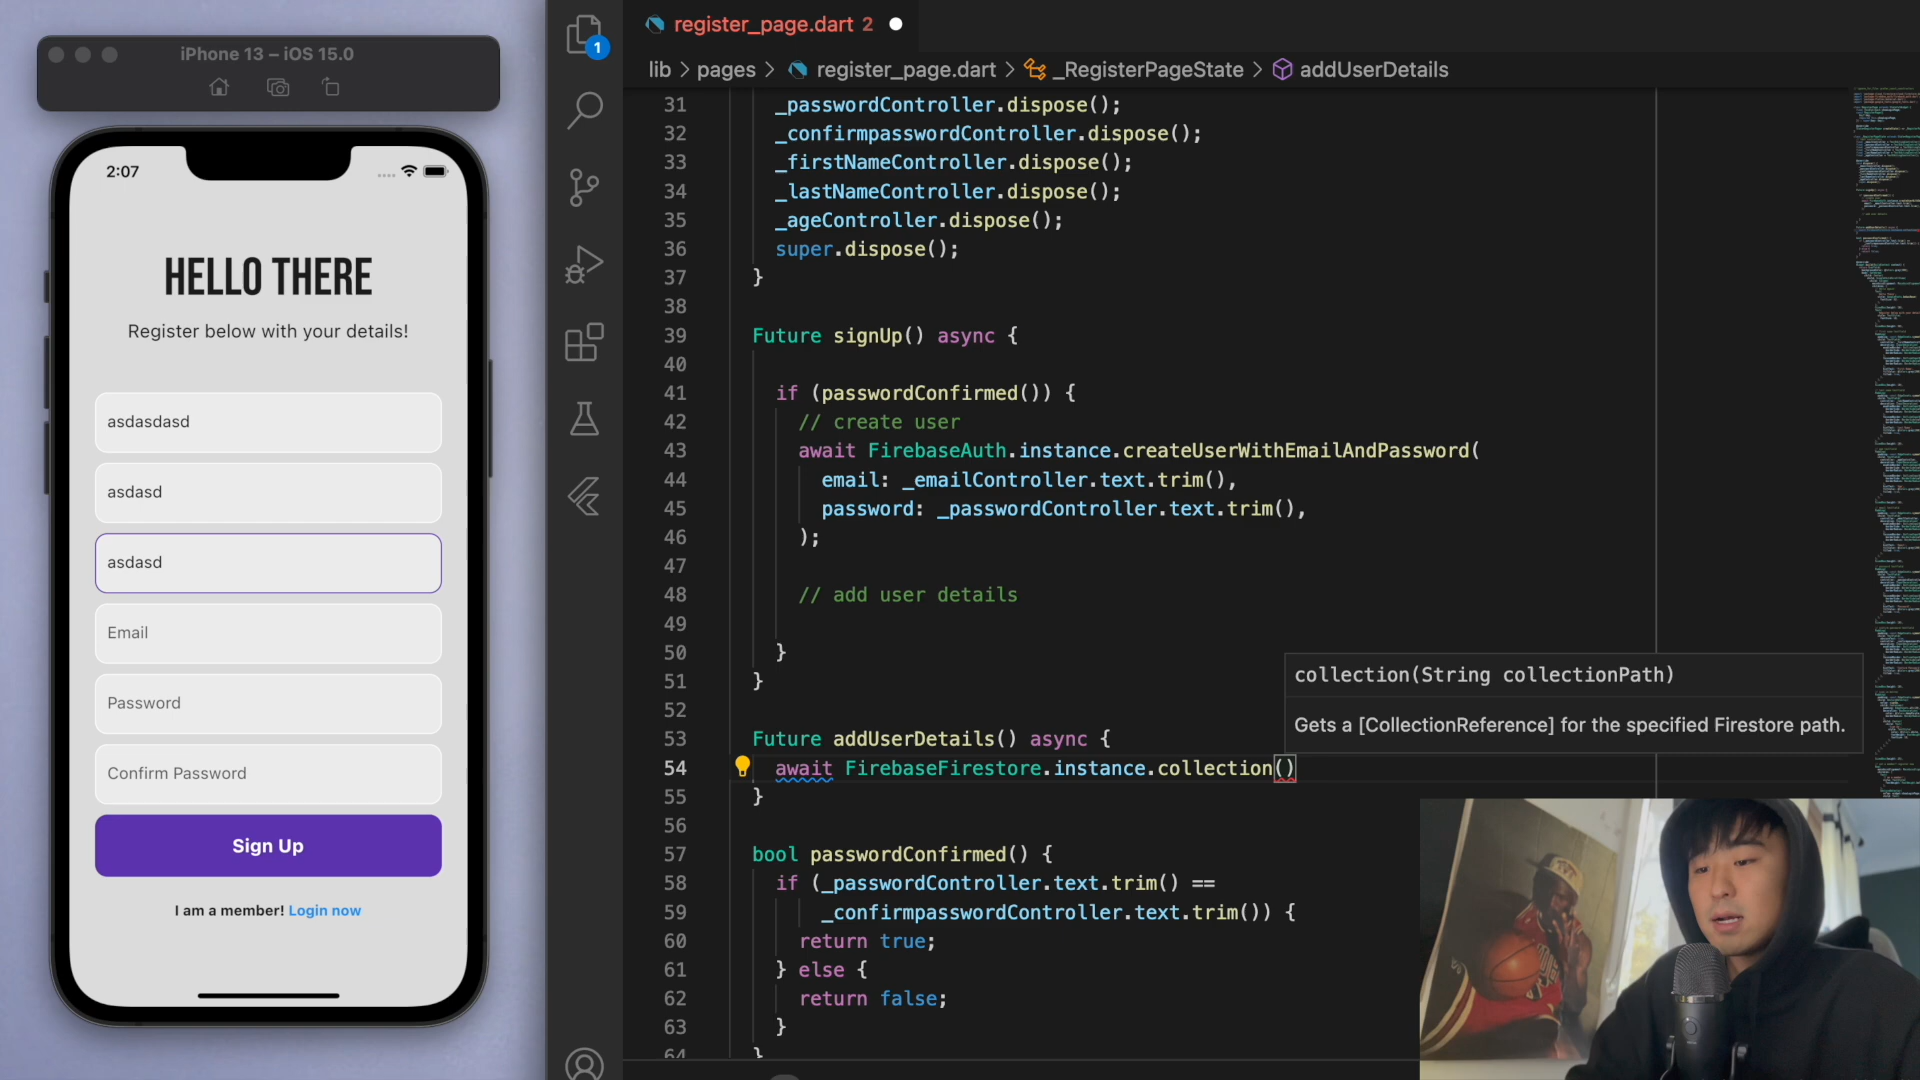 iPhone 13 – iOS 15.0
2:07
HELLO THERE
Register below with your details!
asdasdasd
asdasd
asdasd
Email
Password
Confirm Password
Sign Up
I am a member! Login now
1
register_page.dart 2
lib > pages > register_page.dart > _RegisterPageState > addUserDetails
31 _passwordController.dispose();
32 _confirmpasswordController.dispose();
33 _firstNameController.dispose();
34 _lastNameController.dispose();
35 _ageController.dispose();
36 super.dispose();
37 }
38
39 Future signUp() async {
40
41 if (passwordConfirmed()) {
42 // create user
43 await FirebaseAuth.instance.createUserWithEmailAndPassword(
44 email: _emailController.text.trim(),
45 password: _passwordController.text.trim(),
46 );
47
48 // add user details
49
50 }
51 }
52
53 Future addUserDetails() async {
54 await FirebaseFirestore.instance.collection()
55 }
56
57 bool passwordConfirmed() {
58 if (_passwordController.text.trim() ==
59 _confirmpasswordController.text.trim()) {
60 return true;
61 } else {
62 return false;
63 }
64 }
collection(String collectionPath)
Gets a [CollectionReference] for the specified Firestore path.